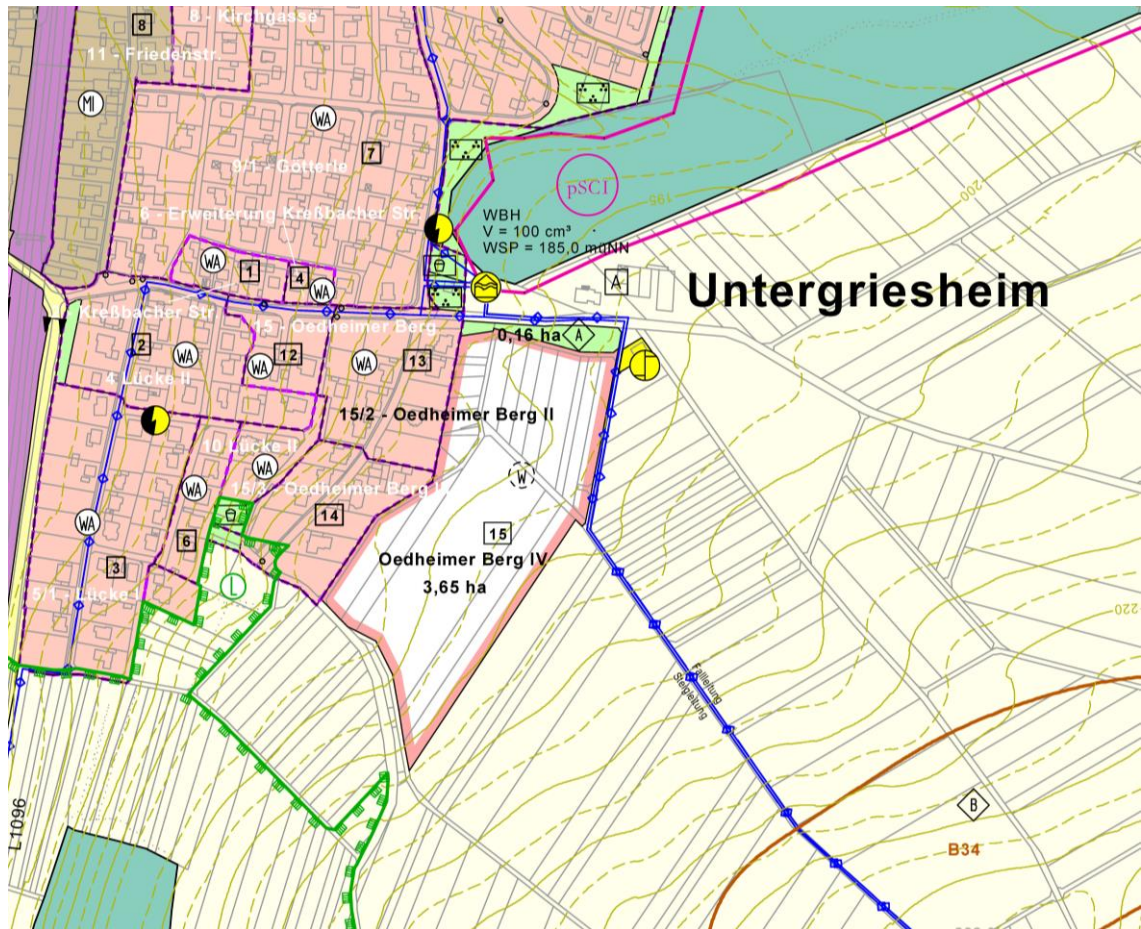 8 - Kirchgasse
8
11 - Friedenstr.
MI
WA
7
9/1 - Götterle
pSCI
195
200
6 - Erweiterung Kreßbacher Str.
WBH
V = 100 cm³
WSP = 185,0 müNN
WA
1
4
WA
A
Untergriesheim
Kreßbacher Str.
15 - Oedheimer Berg
0,16 ha
A
2
WA
12
WA
WA
13
4 Lücke II
15/2 - Oedheimer Berg II
10 Lücke II
WA
W
WA
15/3 - Oedheimer Berg II
14
15
WA
6
Oedheimer Berg IV
3
L
3,65 ha
5/1 - Lücke I
220
Fallleitung
Steigleitung
L1096
B
B34